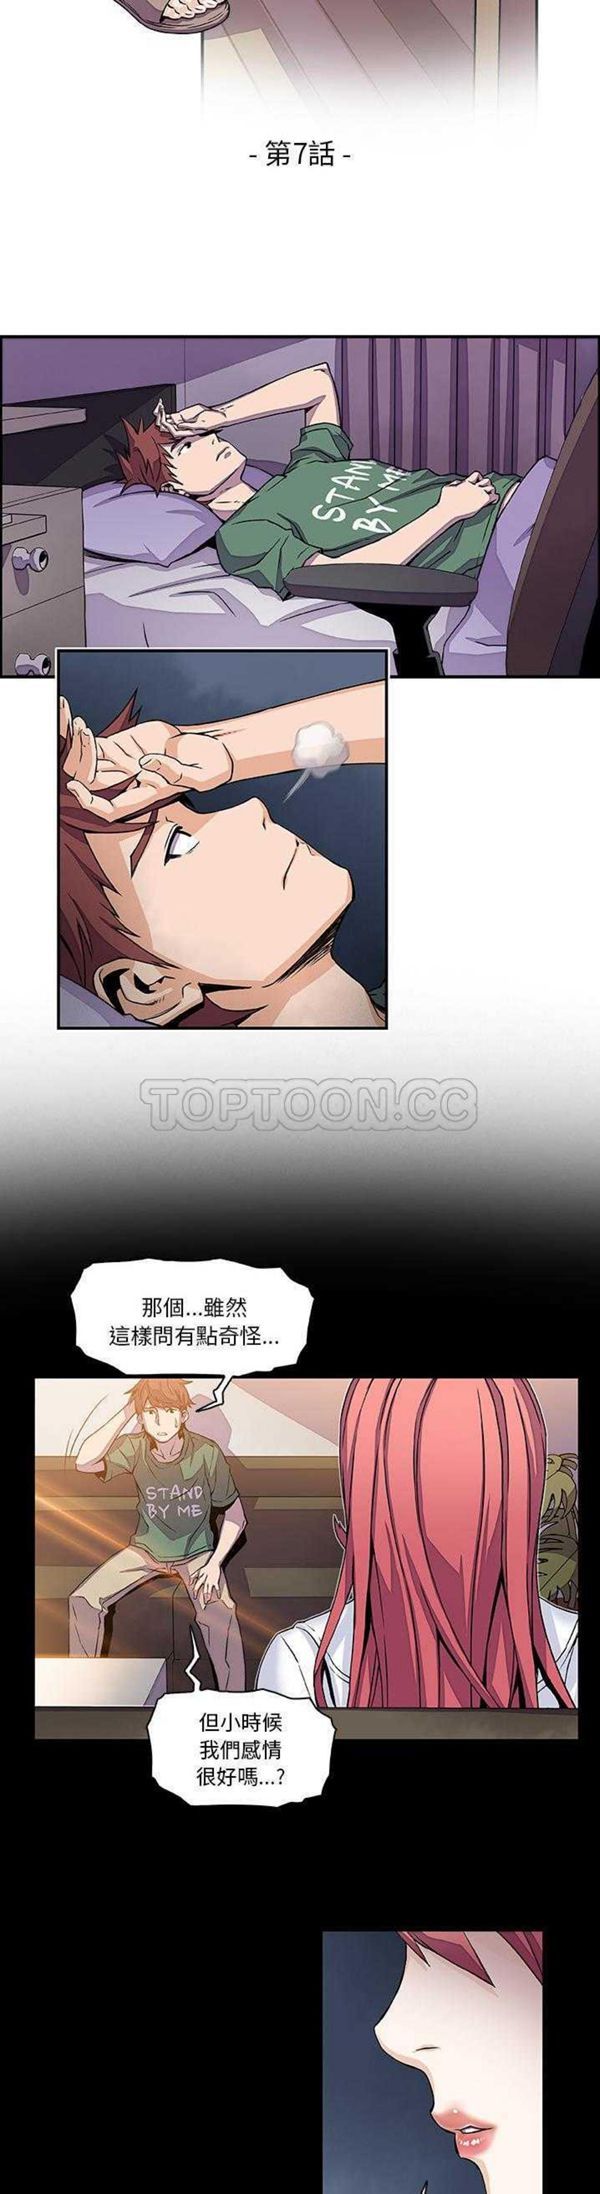 - 第7話 -
STAND
BY ME
TOPTOON.CC
那個...雖然
這樣問有點奇怪...
STAND
BY ME
但小時候
我們感情
很好嗎...?